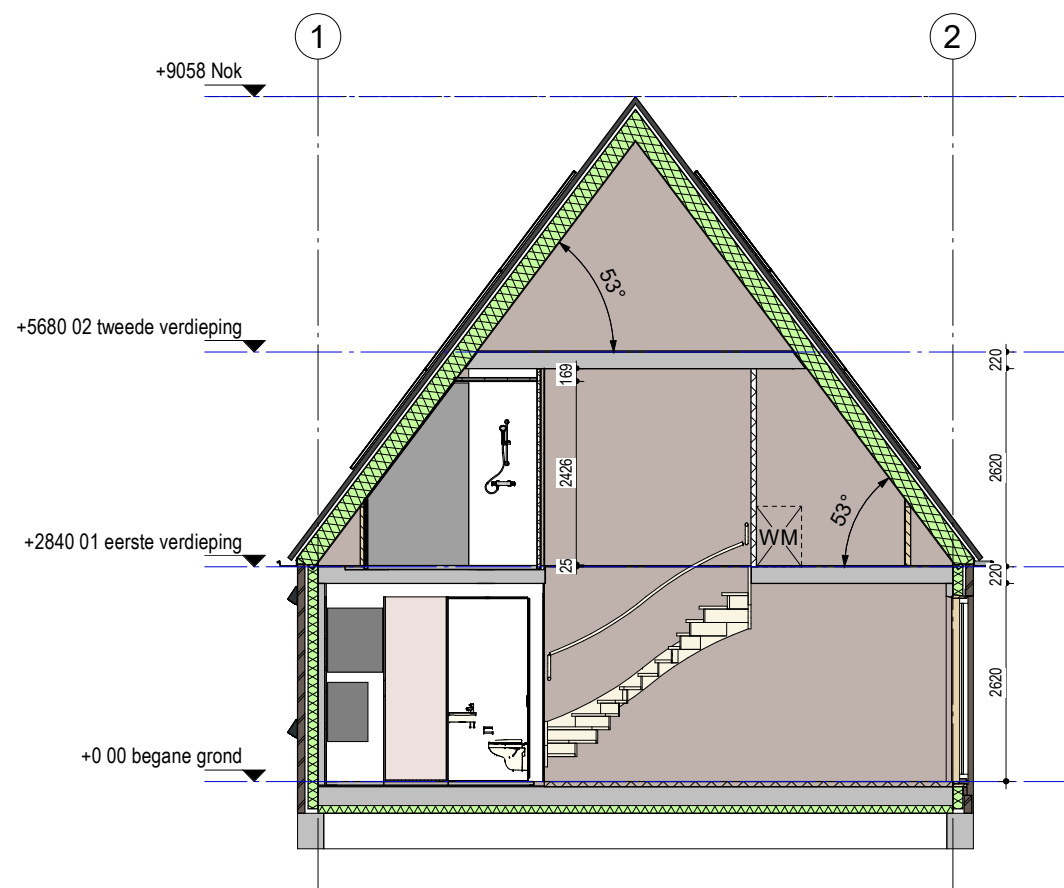 1
2
+9058 Nok
53°
+5680 02 tweede verdieping
220
169
2426
2620
53°
WM
+2840 01 eerste verdieping
25
220
2620
+0 00 begane grond